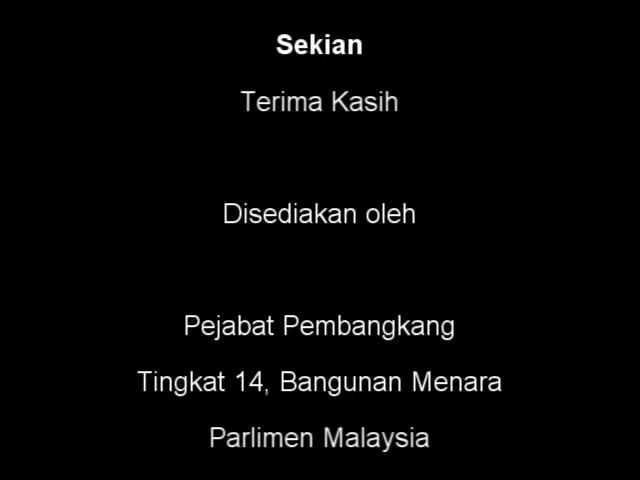 Sekian
Terima Kasih
Disediakan oleh
Pejabat Pembangkang
Tingkat 14, Bangunan Menara
Parlimen Malaysia